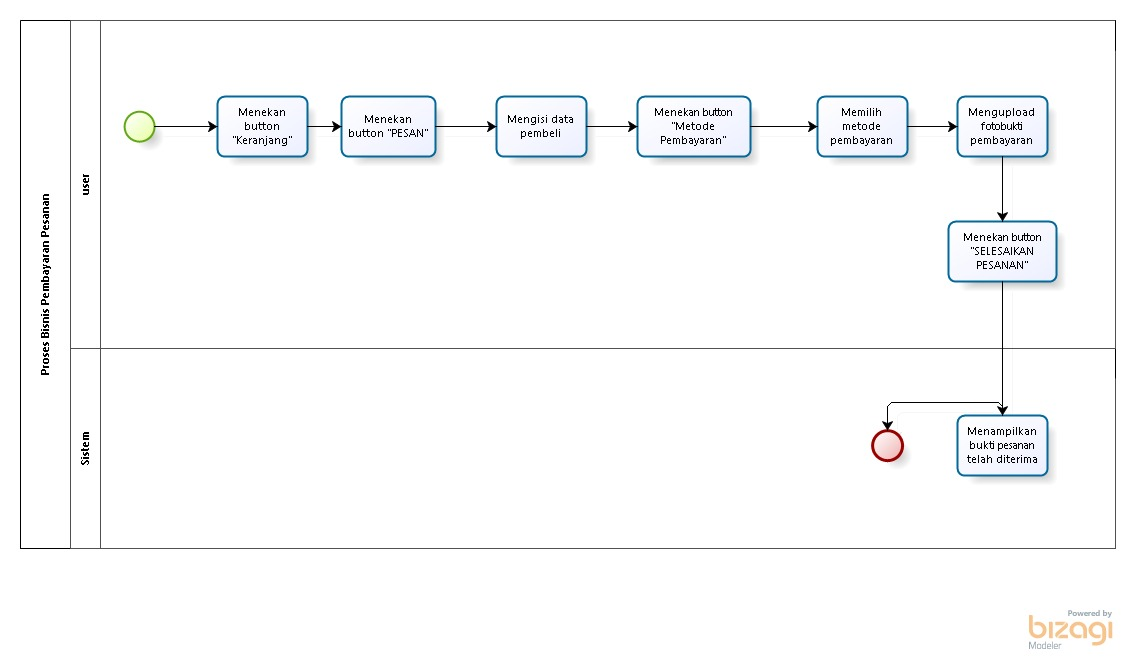 Proses Bisnis Pembayaran Pesanan
user
Menekan
button
"Keranjang"
Menekan
button "PESAN"
Mengisi data
pembeli
Menekan button
"Metode
Pembayaran"
Memilih
metode
pembayaran
Mengupload
fotobukti
pembayaran
Menekan button
"SELESAIKAN
PESANAN"
Sistem
Menampilkan
bukti pesanan
telah diterima
Powered by
bizagi
Modeler